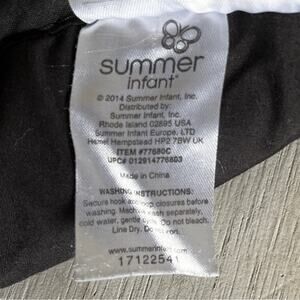 summer
infant®
© 2014 Summer Infant, Inc.
Distributed by:
Summer Infant, Inc.
Rhode Island 02895 USA
Summer Infant Europe, LTD
Hemel Hempstead HP2 7BW UK
ITEM #77680C
UPC# 012914776803
Made in China
WASHING INSTRUCTIONS:
Secure hook and loop closures before
washing. Machine wash separately,
cold water, gentle cycle. Do not bleach.
Line Dry. Do not iron.
www.summerinfant.com
17122541